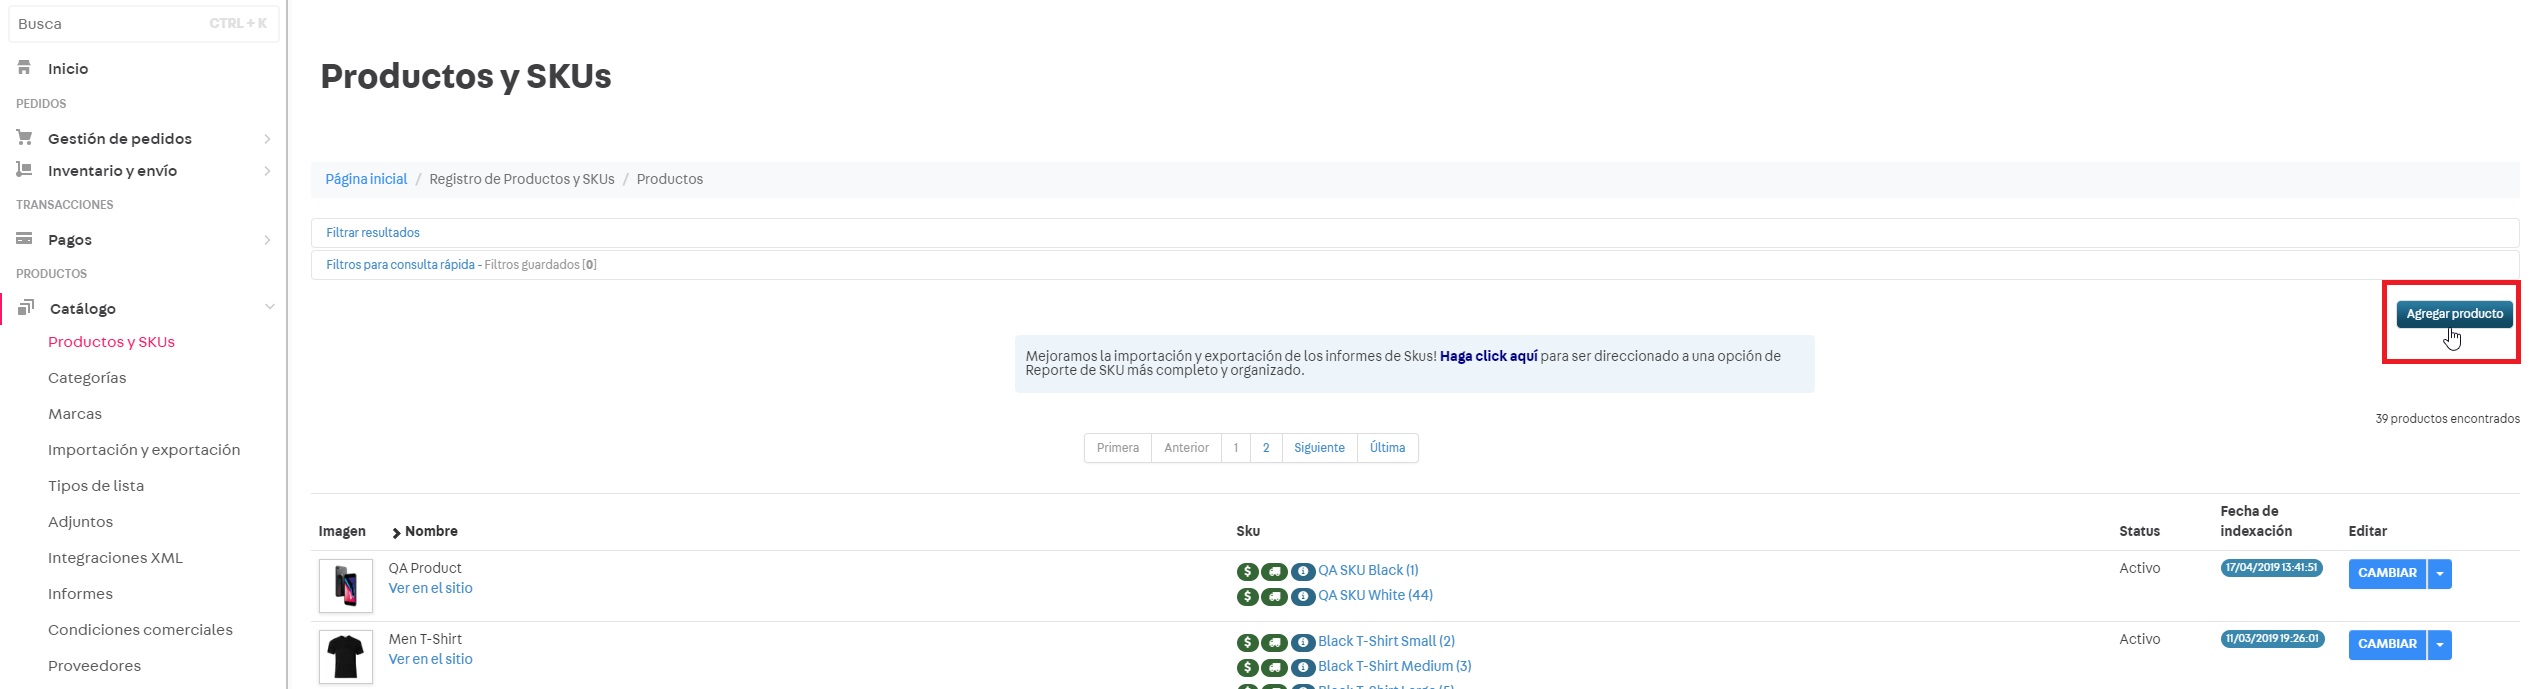 Busca CTRL + K
Inicio
PEDIDOS
Gestión de pedidos
Inventario y envío
TRANSACCIONES
Pagos
PRODUCTOS
Catálogo
Productos y SKUs
Categorías
Marcas
Importación y exportación
Tipos de lista
Adjuntos
Integraciones XML
Informes
Condiciones comerciales
Proveedores
Productos y SKUs
Página inicial / Registro de Productos y SKUs / Productos
Filtrar resultados
Filtros para consulta rápida - Filtros guardados [0]
Agregar producto
Mejoramos la importación y exportación de los informes de Skus! Haga click aquí para ser direccionado a una opción de
Reporte de SKU más completo y organizado.
39 productos encontrados
Primera Anterior 1 2 Siguiente Última
Imagen Nombre Sku Status Fecha de indexación Editar
QA Product
Ver en el sitio
QA SKU Black (1)
QA SKU White (44)
Activo
17/04/2019 13:41:51
CAMBIAR
Men T-Shirt
Ver en el sitio
Black T-Shirt Small (2)
Black T-Shirt Medium (3)
Activo
11/03/2019 19:26:01
CAMBIAR